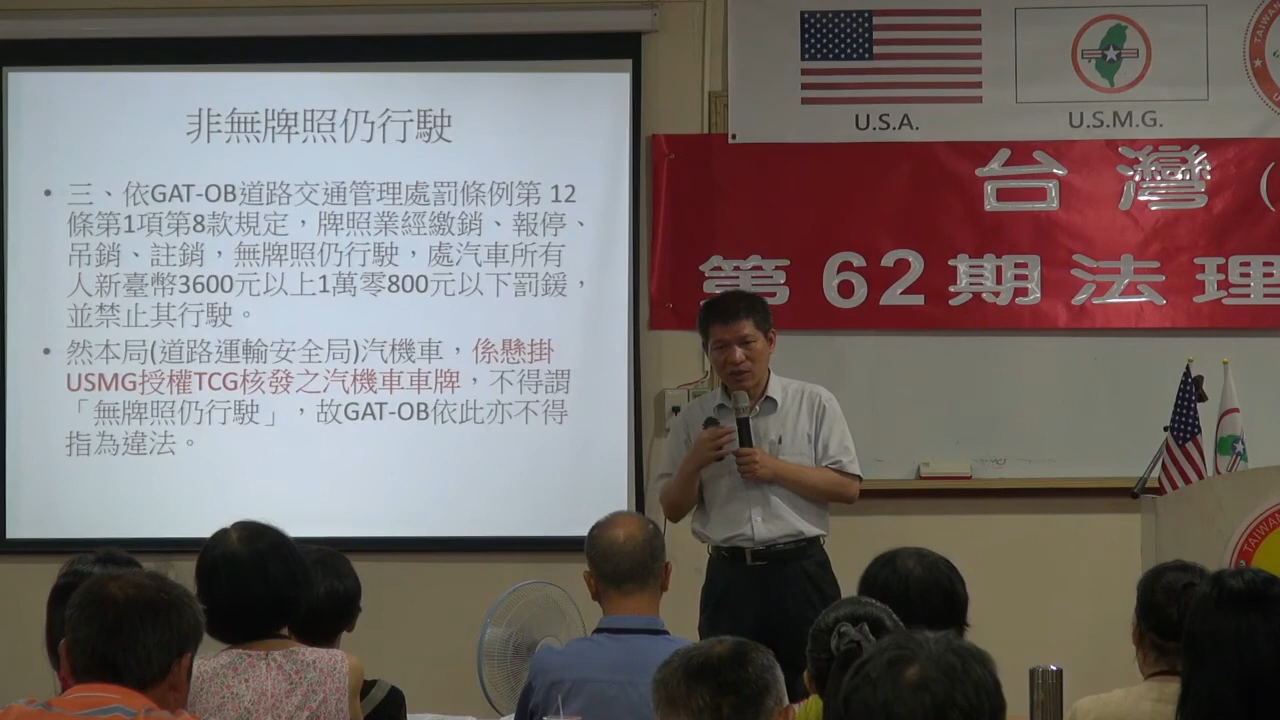 非無牌照仍行駛
• 三、依GAT-OB道路交通管理處罰條例第 12
條第1項第8款規定，牌照業經繳銷、報停、
吊銷、註銷，無牌照仍行駛，處汽車所有
人新臺幣3600元以上1萬零800元以下罰鍰，
並禁止其行駛。
• 然本局(道路運輸安全局)汽機車，係懸掛
USMG授權TCG核發之汽機車車牌，不得謂
「無牌照仍行駛」，故GAT-OB依此亦不得
指為違法。
U.S.A.
U.S.M.G.
台灣(
第62期法理
TAIWAN